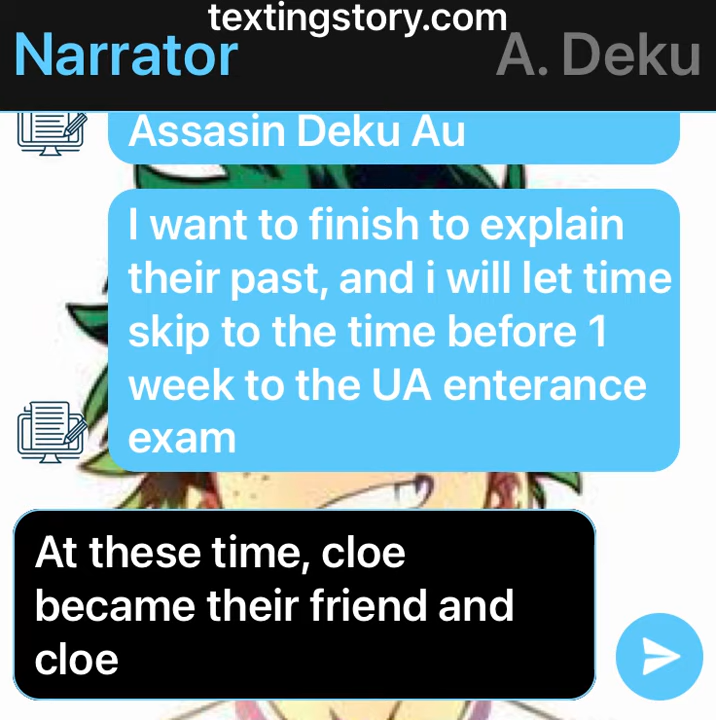 textingstory.com
Narrator
A. Deku
Assasin Deku Au
I want to finish to explain
their past, and i will let time
skip to the time before 1
week to the UA enterance
exam
At these time, cloe
became their friend and
cloe